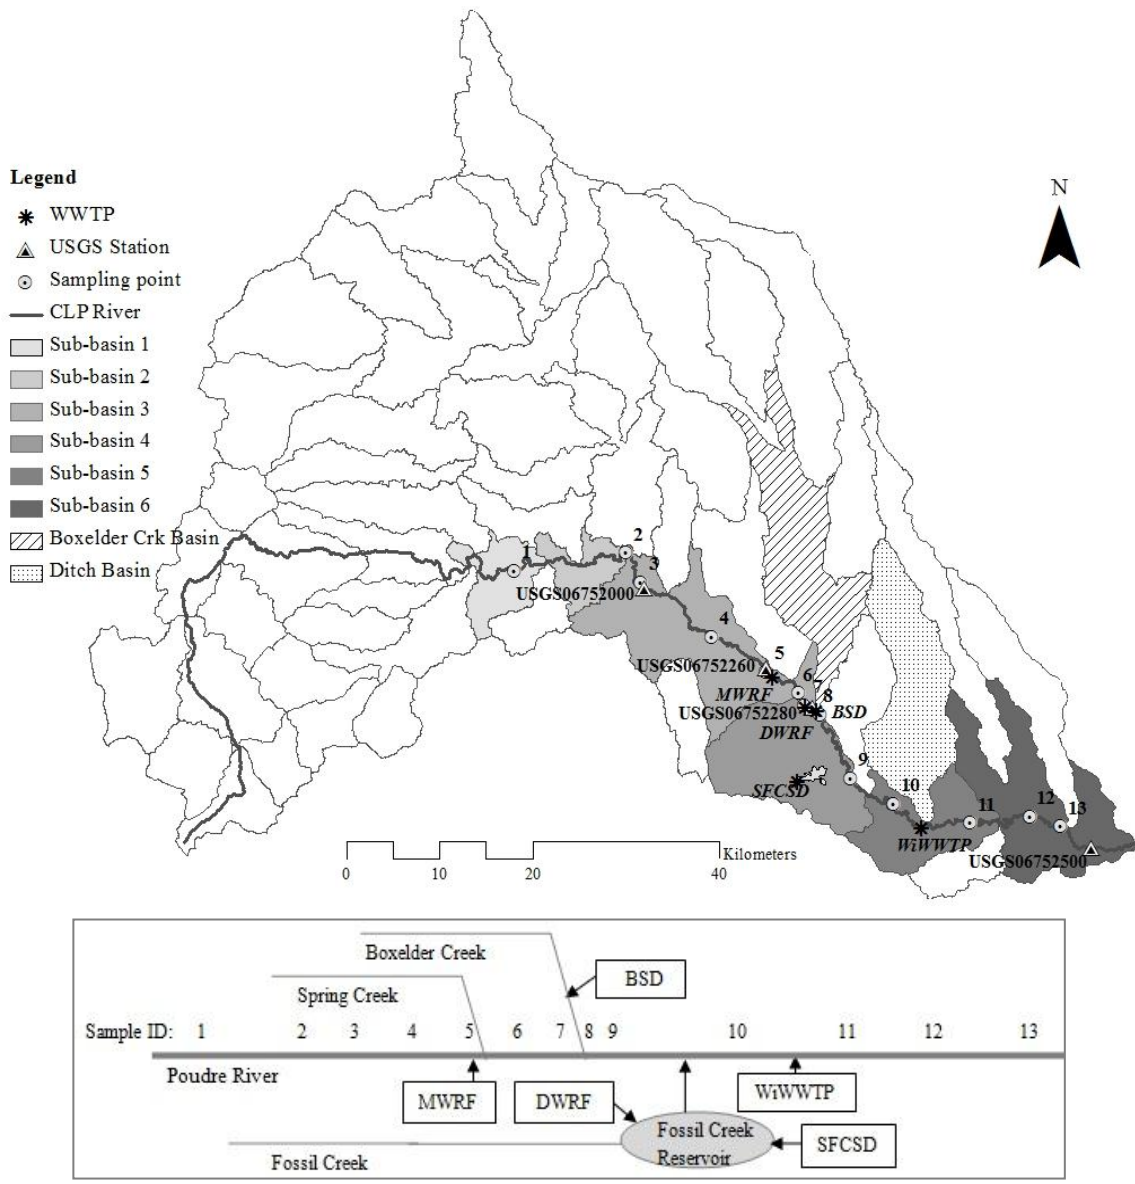 Legend
WWTP
USGS Station
Sampling point
CLP River
Sub-basin 1
Sub-basin 2
Sub-basin 3
Sub-basin 4
Sub-basin 5
Sub-basin 6
Boxelder Crk Basin
Ditch Basin
N
1
2
3
USGS06752000
4
5
USGS06752260
MWRF
6
7
8
USGS06752280
BSD
DWRF
9
SFCSD
10
11
12
13
WiWWTP
USGS06752500
Kilometers
0 10 20 40
Boxelder Creek
BSD
Spring Creek
Sample ID: 1 2 3 4 5 6 7 8 9 10 11 12 13
Poudre River
MWRF DWRF WiWWTP
Fossil Creek
Reservoir
SFCSD
Fossil Creek